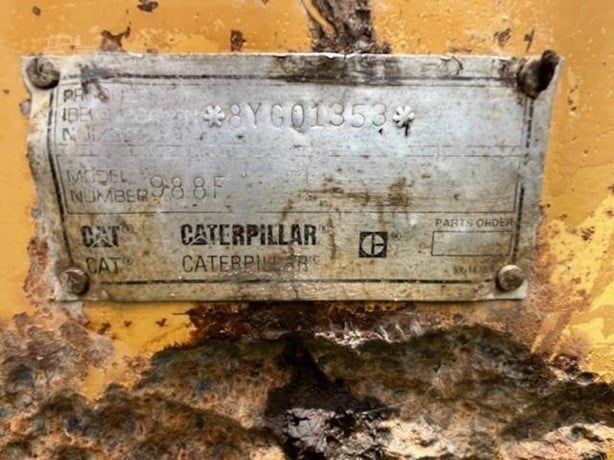 *8YG01353*
MODEL
NUMBER 988F
CAT® CATERPILLAR® ®
CAT® CATERPILLAR®
PARTS ORDER